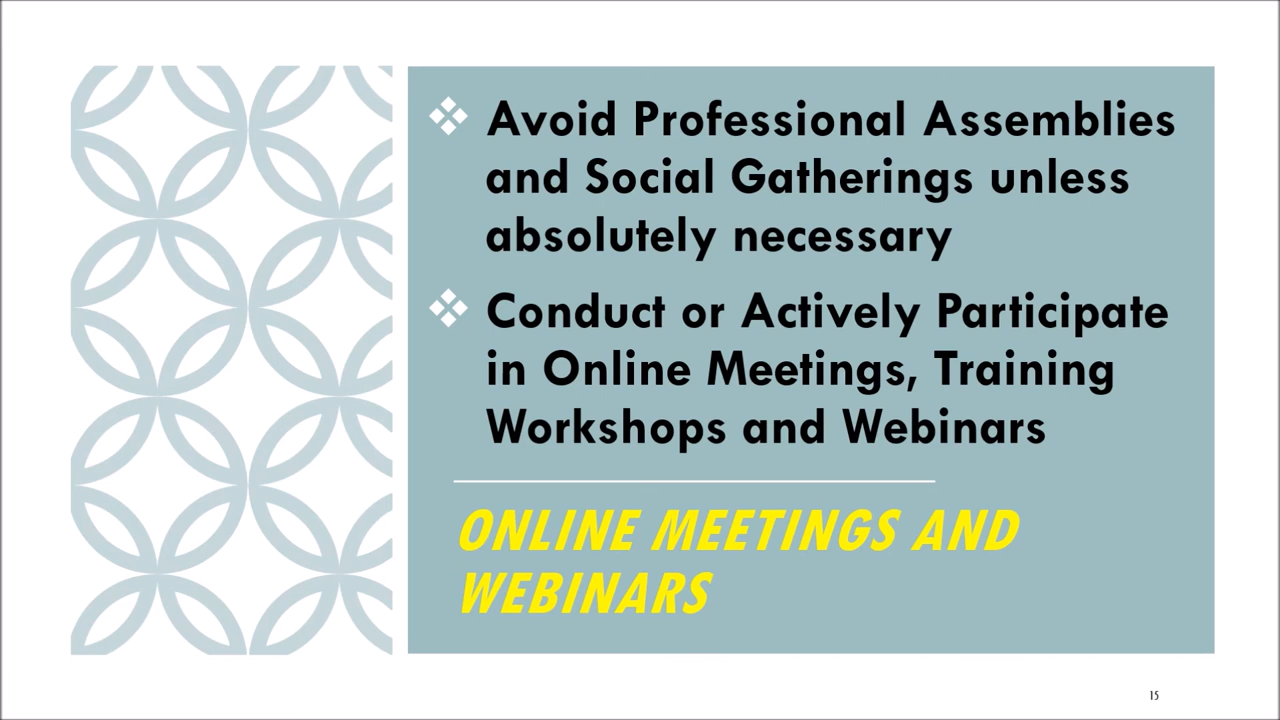 Avoid Professional Assemblies
and Social Gatherings unless
absolutely necessary
Conduct or Actively Participate
in Online Meetings, Training
Workshops and Webinars
ONLINE MEETINGS AND
WEBINARS
15